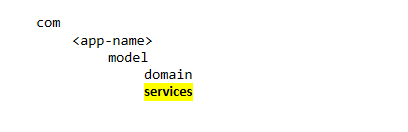 com
<app-name>
model
domain
services